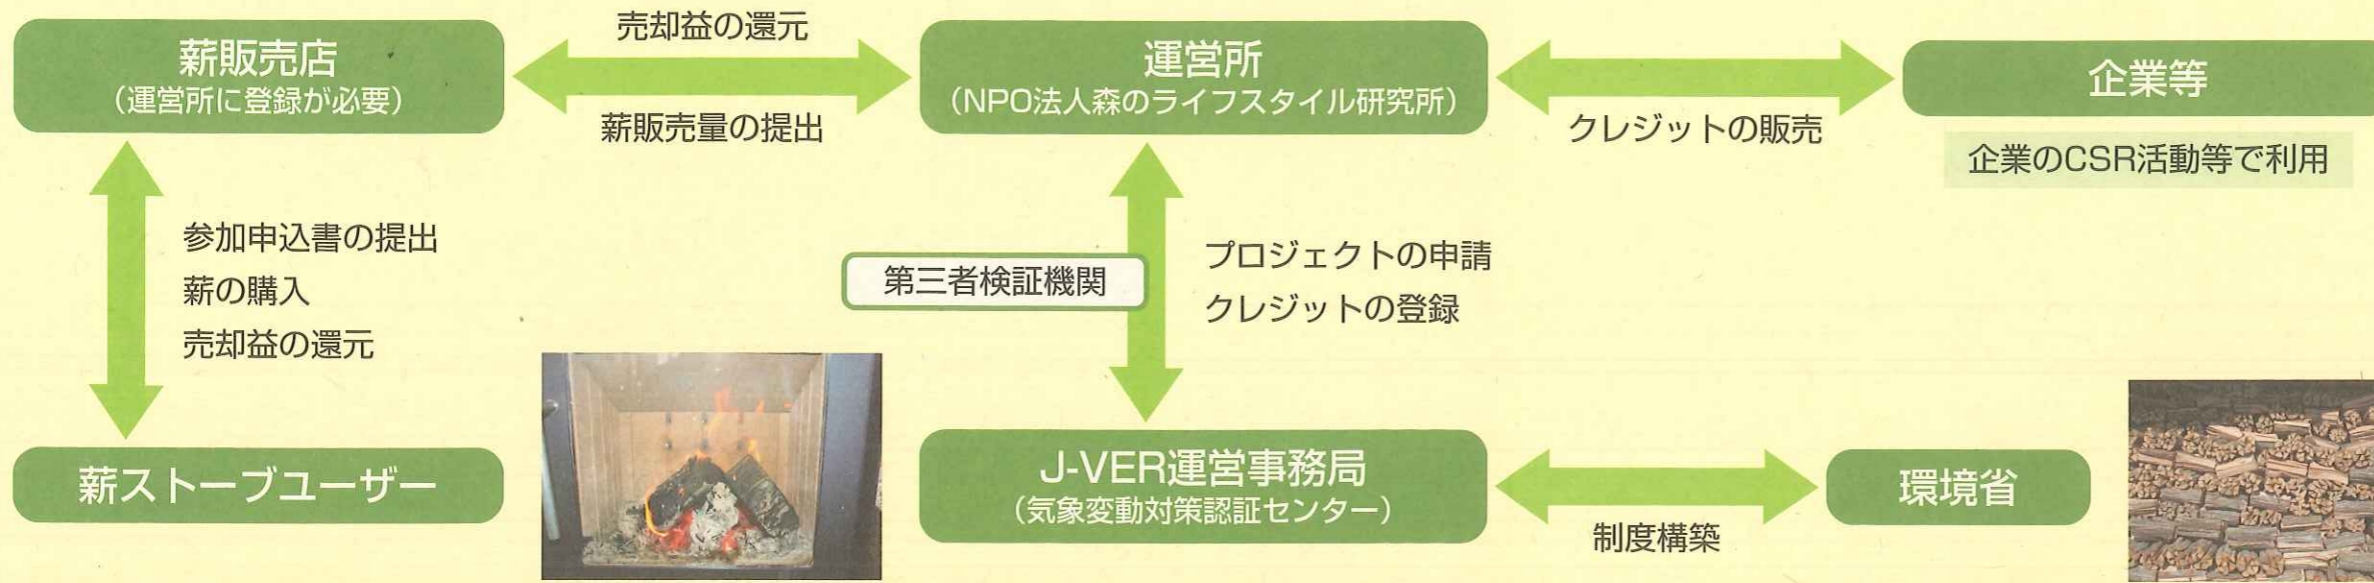 売却益の還元
薪販売店
（運営所に登録が必要）
薪販売量の提出
運営所
（NPO法人森のライフスタイル研究所）
クレジットの販売
企業等
企業のCSR活動等で利用
参加申込書の提出
薪の購入
売却益の還元
第三者検証機関
プロジェクトの申請
クレジットの登録
薪ストーブユーザー
J-VER運営事務局
（気象変動対策認証センター）
制度構築
環境省